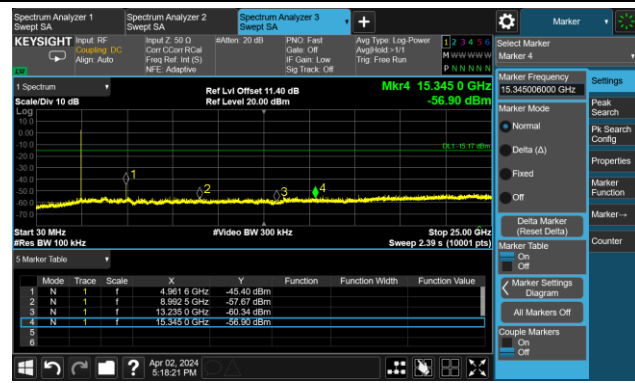 Spectrum Analyzer 1
Swept SA
Spectrum Analyzer 2
Swept SA
Spectrum Analyzer 3
Swept SA
Marker
KEYSIGHT
Input: RF
Coupling: DC
Align: Auto
Input Z: 50 Ω
Corr CCorr RCal
Freq Ref: Int (S)
NFE: Adaptive
#Atten: 20 dB
PNO: Fast
Gate: Off
IF Gain: Low
Sig Track: Off
Avg Type: Log-Power
Avg|Hold:>1/1
Trig: Free Run
1 2 3 4 5 6
M W W W W W
P N N N N N
LW
1 Spectrum
Scale/Div 10 dB
Ref Lvl Offset 11.40 dB
Ref Level 20.00 dBm
Mkr4 15.345 0 GHz
-56.90 dBm
Log
10.0
0.00
-10.0
-20.0
-30.0
-40.0
-50.0
-60.0
-70.0
DL1 -15.17 dBm
1
2
3
4
Start 30 MHz
#Res BW 100 kHz
#Video BW 300 kHz
Stop 25.00 GHz
Sweep 2.39 s (10001 pts)
5 Marker Table
Mode Trace Scale X Y Function Function Width Function Value
1 N 1 f 4.961 6 GHz -45.40 dBm
2 N 1 f 8.992 5 GHz -57.67 dBm
3 N 1 f 13.235 0 GHz -60.34 dBm
4 N 1 f 15.345 0 GHz -56.90 dBm
5
6
Select Marker
Marker 4
Marker Frequency
15.345006000 GHz
Marker Mode
Normal
Delta (Δ)
Fixed
Off
Delta Marker
(Reset Delta)
Marker Table
On
Off
Marker Settings
Diagram
All Markers Off
Couple Markers
On
Off
Settings
Peak
Search
Pk Search
Config
Properties
Marker
Function
Marker→
Counter
?
Apr 02, 2024
5:18:21 PM